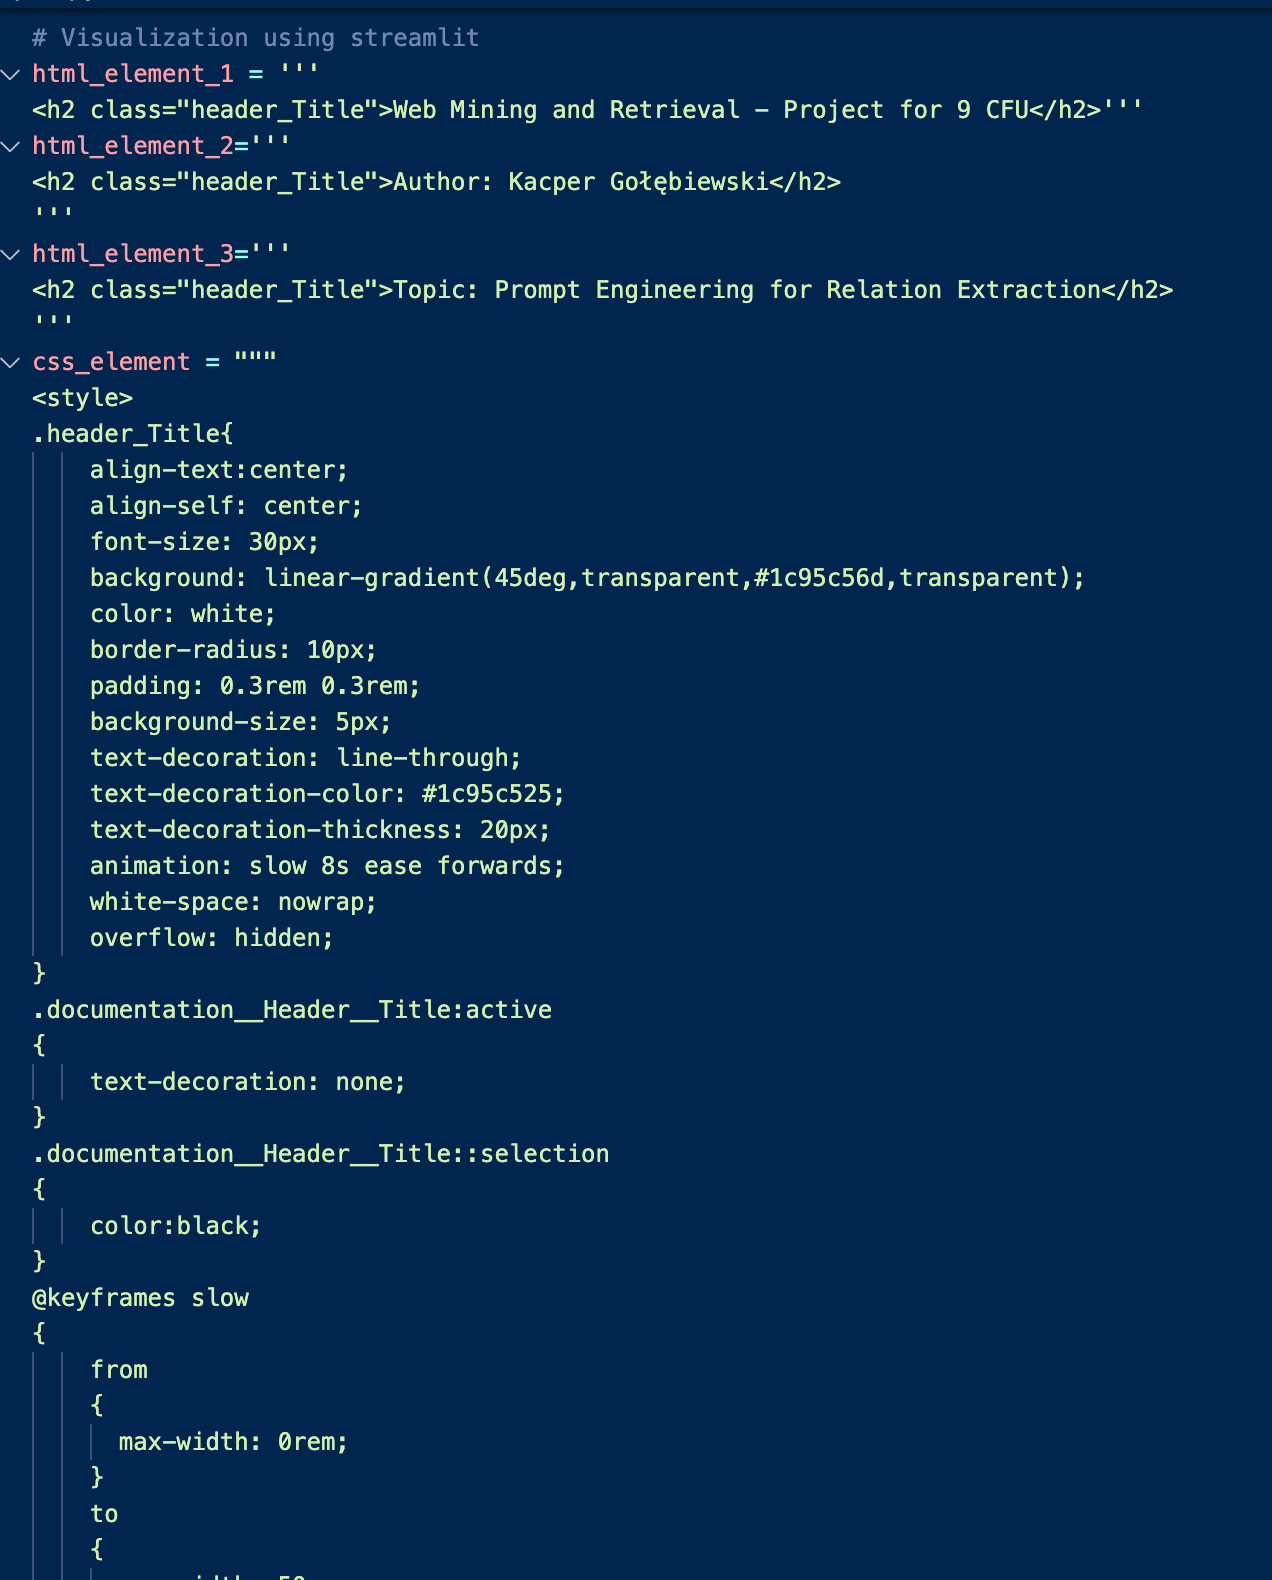 # Visualization using streamlit
html_element_1 = '''
<h2 class="header_Title">Web Mining and Retrieval - Project for 9 CFU</h2>'''
html_element_2='''
<h2 class="header_Title">Author: Kacper Gołębiewski</h2>
'''
html_element_3='''
<h2 class="header_Title">Topic: Prompt Engineering for Relation Extraction</h2>
'''
css_element = """
<style>
.header_Title{
    align-text:center;
    align-self: center;
    font-size: 30px;
    background: linear-gradient(45deg,transparent,#1c95c56d,transparent);
    color: white;
    border-radius: 10px;
    padding: 0.3rem 0.3rem;
    background-size: 5px;
    text-decoration: line-through;
    text-decoration-color: #1c95c525;
    text-decoration-thickness: 20px;
    animation: slow 8s ease forwards;
    white-space: nowrap;
    overflow: hidden;
}
.documentation__Header__Title:active
{
    text-decoration: none;
}
.documentation__Header__Title::selection
{
    color:black;
}
@keyframes slow
{
    from
    {
      max-width: 0rem;
    }
    to
    {